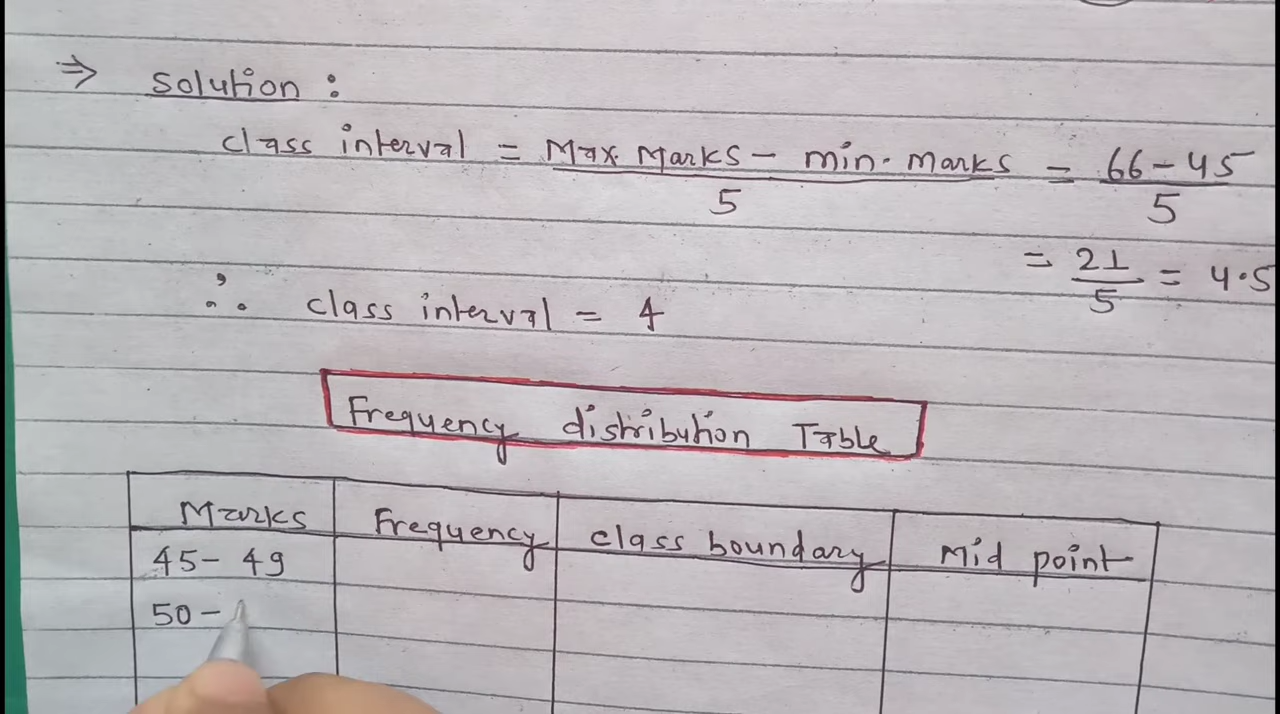 ⇒ Solution :
class interval = Max. Marks - min. marks / 5 = 66-45 / 5
= 21/5 = 4.5
∴ class interval = 4
Frequency distribution Table
Marks Frequency class boundary Mid point
45- 49
50-